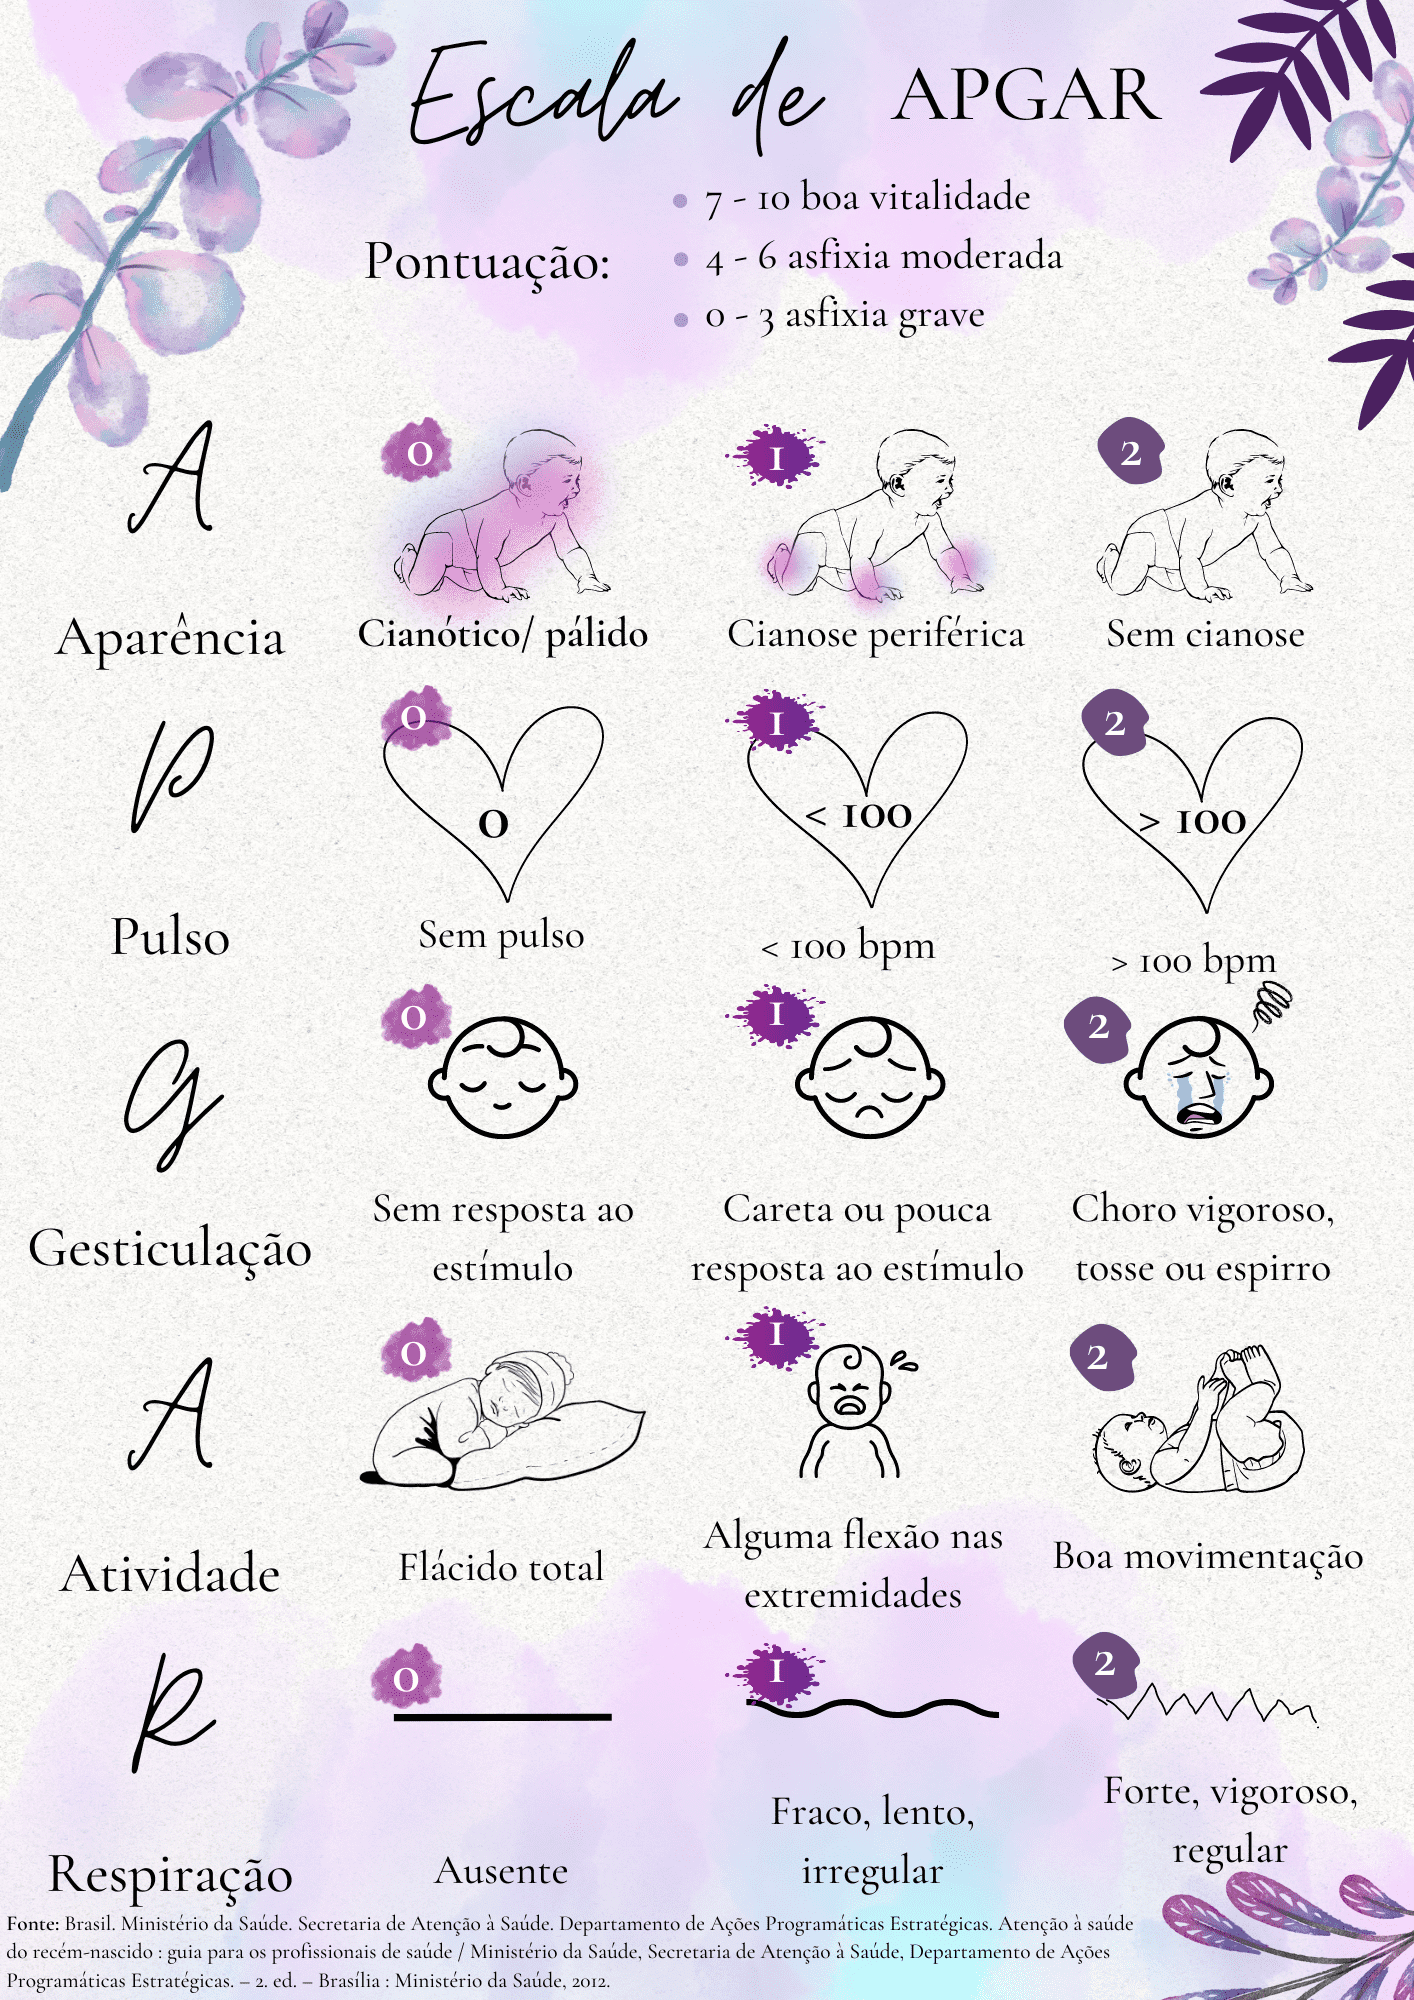 Escala de APGAR
Pontuação:
7 - 10 boa vitalidade
4 - 6 asfixia moderada
0 - 3 asfixia grave
A
0
1
2
Aparência
Cianótico/ pálido
Cianose periférica
Sem cianose
P
0
1
2
0
< 100
> 100
Pulso
Sem pulso
< 100 bpm
> 100 bpm
G
0
1
2
Gesticulação
Sem resposta ao
estímulo
Careta ou pouca
resposta ao estímulo
Choro vigoroso,
tosse ou espirro
A
0
1
2
Atividade
Flácido total
Alguma flexão nas
extremidades
Boa movimentação
R
0
1
2
Respiração
Ausente
Fraco, lento,
irregular
Forte, vigoroso,
regular
Fonte: Brasil. Ministério da Saúde. Secretaria de Atenção à Saúde. Departamento de Ações Programáticas Estratégicas. Atenção à saúde
do recém-nascido : guia para os profissionais de saúde / Ministério da Saúde, Secretaria de Atenção à Saúde, Departamento de Ações
Programáticas Estratégicas. – 2. ed. – Brasília : Ministério da Saúde, 2012.